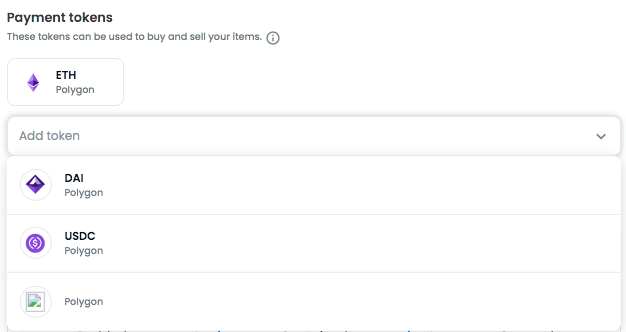 Payment tokens
These tokens can be used to buy and sell your items.
ETH
Polygon
Add token
DAI
Polygon
USDC
Polygon
Polygon